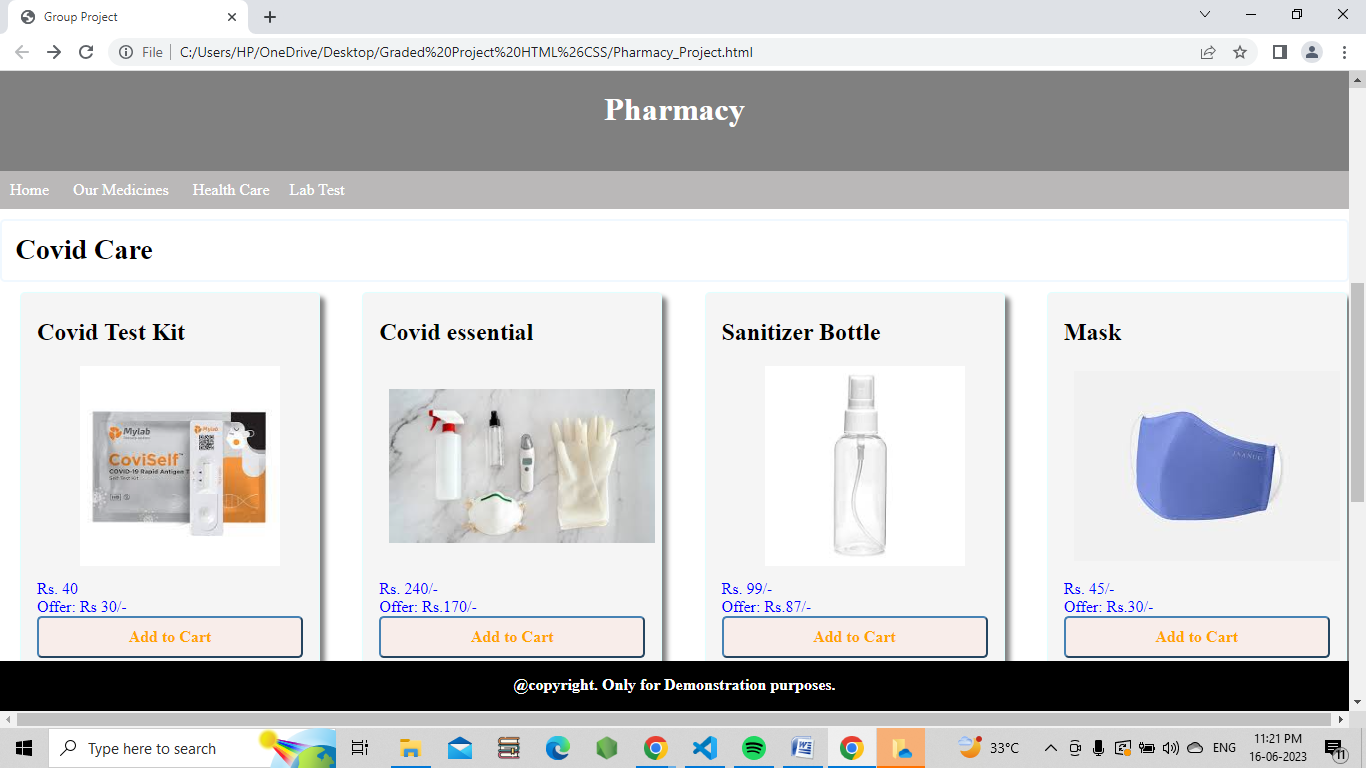 Group Project
File
C:/Users/HP/OneDrive/Desktop/Graded%20Project%20HTML%26CSS/Pharmacy_Project.html
Pharmacy
Home Our Medicines Health Care Lab Test
Covid Care
Covid Test Kit
Mylab
CoviSelf™
COVID-19 Rapid Antigen T
Self Test Kit
Mylab
Rs. 40
Offer: Rs 30/-
Add to Cart
Covid essential
Rs. 240/-
Offer: Rs.170/-
Add to Cart
Sanitizer Bottle
Rs. 99/-
Offer: Rs.87/-
Add to Cart
Mask
Rs. 45/-
Offer: Rs.30/-
Add to Cart
@copyright. Only for Demonstration purposes.
Type here to search
33°C
ENG
11:21 PM
16-06-2023
11